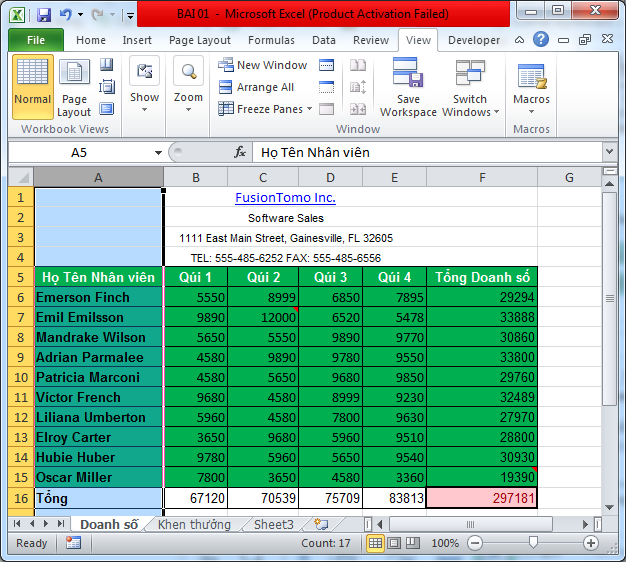 BAI 01 - Microsoft Excel (Product Activation Failed)
File Home Insert Page Layout Formulas Data Review View Developer
Normal Page Layout Show Zoom New Window Arrange All Freeze Panes Save Workspace Switch Windows Macros
Workbook Views Window Macros
A5 fx Họ Tên Nhân viên
A B C D E F G
1 FusionTomo Inc.
2 Software Sales
3 1111 East Main Street, Gainesville, FL 32605
4 TEL: 555-485-6252 FAX: 555-485-6556
5 Họ Tên Nhân viên Qúi 1 Qúi 2 Qúi 3 Qúi 4 Tổng Doanh số
6 Emerson Finch 5550 8999 6850 7895 29294
7 Emil Emilsson 9890 12000 6520 5478 33888
8 Mandrake Wilson 5650 5550 9890 9770 30860
9 Adrian Parmalee 4580 9890 9780 9550 33800
10 Patricia Marconi 4580 5650 9680 9850 29760
11 Victor French 9680 4580 8999 9230 32489
12 Liliana Umberton 5960 4580 7800 9630 27970
13 Elroy Carter 3650 9680 5960 9510 28800
14 Hubie Huber 9780 5960 5650 9540 30930
15 Oscar Miller 7800 3650 4580 3360 19390
16 Tổng 67120 70539 75709 83813 297181
Doanh số Khen thưởng Sheet3
Ready Count: 17 100%